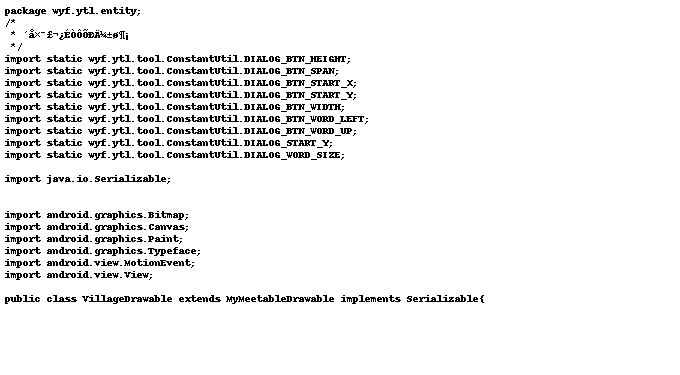 package wyf.ytl.entity;
/*
 * ´å×¯£¬¿ÉÒÔÕÐÄ¼±ø¶¡
 */
import static wyf.ytl.tool.ConstantUtil.DIALOG_BTN_HEIGHT;
import static wyf.ytl.tool.ConstantUtil.DIALOG_BTN_SPAN;
import static wyf.ytl.tool.ConstantUtil.DIALOG_BTN_START_X;
import static wyf.ytl.tool.ConstantUtil.DIALOG_BTN_START_Y;
import static wyf.ytl.tool.ConstantUtil.DIALOG_BTN_WIDTH;
import static wyf.ytl.tool.ConstantUtil.DIALOG_BTN_WORD_LEFT;
import static wyf.ytl.tool.ConstantUtil.DIALOG_BTN_WORD_UP;
import static wyf.ytl.tool.ConstantUtil.DIALOG_START_Y;
import static wyf.ytl.tool.ConstantUtil.DIALOG_WORD_SIZE;
import java.io.Serializable;
import android.graphics.Bitmap;
import android.graphics.Canvas;
import android.graphics.Paint;
import android.graphics.Typeface;
import android.view.MotionEvent;
import android.view.View;
public class VillageDrawable extends MyMeetableDrawable implements Serializable{